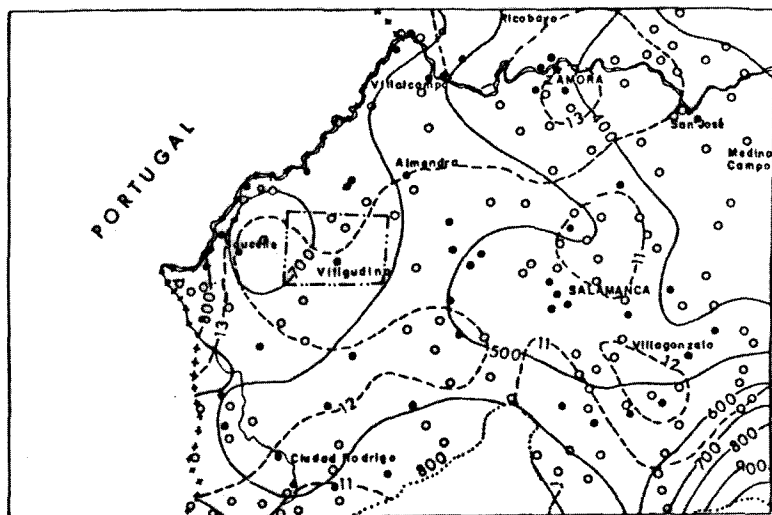 Ricobayo
Villalcampo
ZAMORA
13
400
San José
Medina
Campo
PORTUGAL
Almendra
700
Vitigudino
11
800
13
SALAMANCA
500
11
Villagonzalo
12
12
600
700
800
800
Ciudad Rodrigo
11